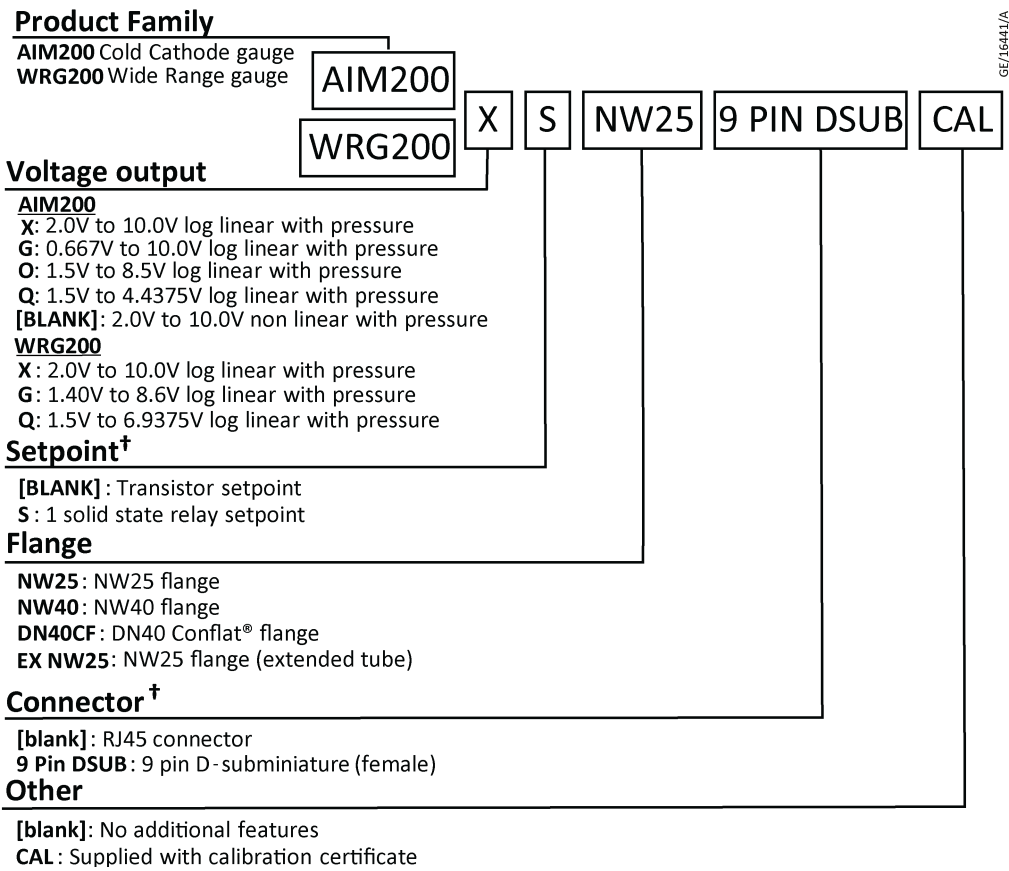 Product Family
AIM200 Cold Cathode gauge
WRG200 Wide Range gauge
AIM200
WRG200
X
S
NW25
9 PIN DSUB
CAL
GE/16441/A
Voltage output
AIM200
X: 2.0V to 10.0V log linear with pressure
G: 0.667V to 10.0V log linear with pressure
O: 1.5V to 8.5V log linear with pressure
Q: 1.5V to 4.4375V log linear with pressure
[BLANK]: 2.0V to 10.0V non linear with pressure
WRG200
X: 2.0V to 10.0V log linear with pressure
G: 1.40V to 8.6V log linear with pressure
Q: 1.5V to 6.9375V log linear with pressure
Setpoint†
[BLANK]: Transistor setpoint
S: 1 solid state relay setpoint
Flange
NW25: NW25 flange
NW40: NW40 flange
DN40CF: DN40 Conflat® flange
EX NW25: NW25 flange (extended tube)
Connector†
[blank]: RJ45 connector
9 Pin DSUB: 9 pin D-subminiature (female)
Other
[blank]: No additional features
CAL: Supplied with calibration certificate